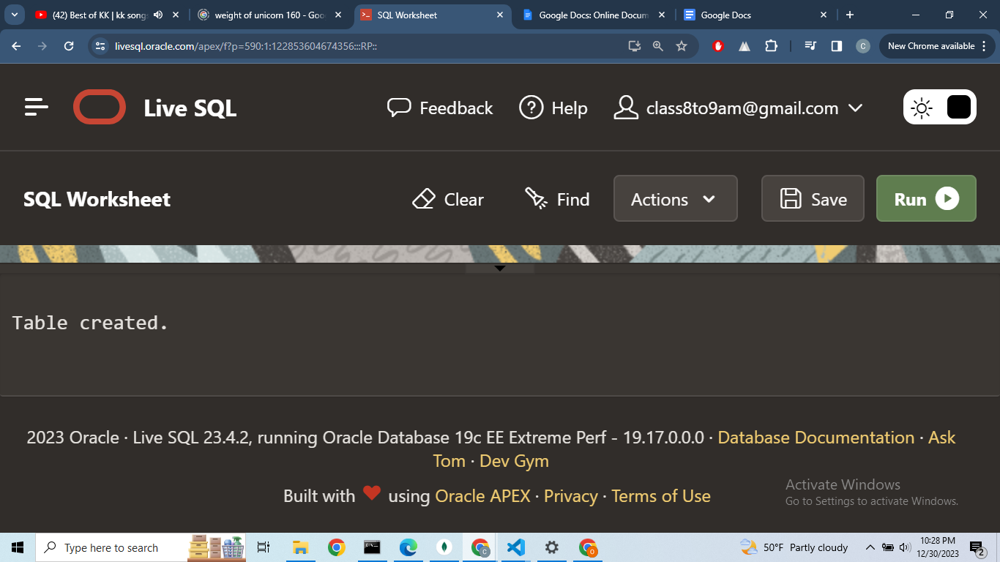 (42) Best of KK | kk songs
weight of unicorn 160 - Goo
SQL Worksheet
Google Docs: Online Docum
Google Docs
livesql.oracle.com/apex/f?p=590:1:122853604674356:::RP::
C
New Chrome available
Live SQL
Feedback
Help
class8to9am@gmail.com
SQL Worksheet
Clear
Find
Actions
Save
Run
Table created.
2023 Oracle · Live SQL 23.4.2, running Oracle Database 19c EE Extreme Perf - 19.17.0.0.0 · Database Documentation · Ask
Tom · Dev Gym
Built with ❤ using Oracle APEX · Privacy · Terms of Use
Activate Windows
Go to Settings to activate Windows.
Type here to search
50°F Partly cloudy
10:28 PM
12/30/2023
2